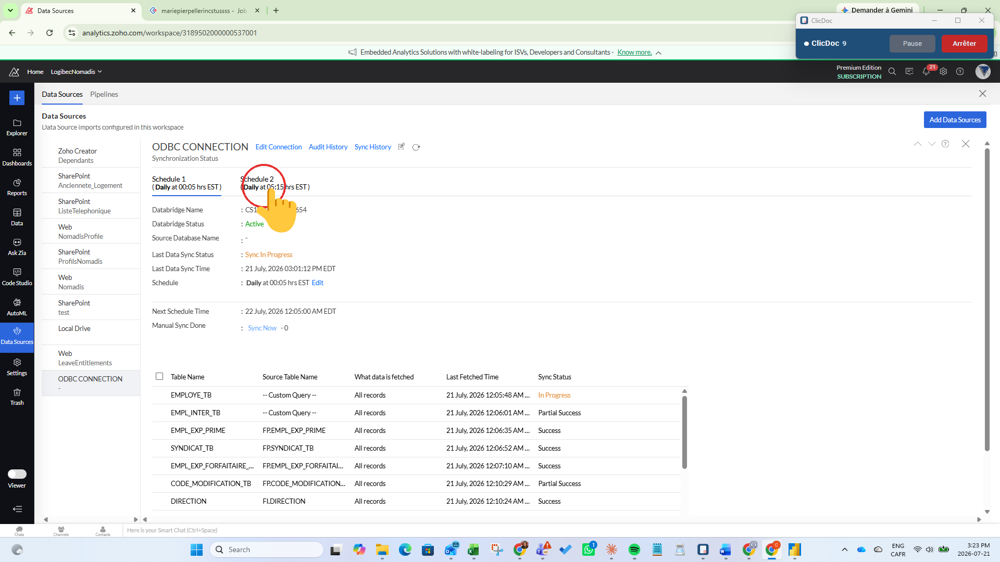 Data Sources
mariepierpellerincstussss - Job
Demander à Gemini
analytics.zoho.com/workspace/3189502000000537001
ClicDoc
ClicDoc 9
Pause
Arrêter
Embedded Analytics Solutions with white-labeling for ISVs, Developers and Consultants - Know more.
Home
LogibecNomadis
Premium Edition
SUBSCRIPTION
21
Data Sources
Pipelines
Data Sources
Data Source imports configured in this workspace
Add Data Sources
Explorer
Dashboards
Reports
Data
Ask Zia
Code Studio
AutoML
Data Sources
Settings
Trash
Viewer
Zoho Creator
Dependants
SharePoint
Anciennete_Logement
SharePoint
ListeTelephonique
Web
NomadisProfile
SharePoint
ProfilsNomadis
Web
Nomadis
SharePoint
test
Local Drive
Web
LeaveEntitlements
ODBC CONNECTION
-
ODBC CONNECTION Edit Connection Audit History Sync History
Synchronization Status
Schedule 1
( Daily at 00:05 hrs EST )
Schedule 2
( Daily at 05:15 hrs EST )
Databridge Name : CS1 654
Databridge Status : Active
Source Database Name : -
Last Data Sync Status : Sync In Progress
Last Data Sync Time : 21 July, 2026 03:01:12 PM EDT
Schedule : Daily at 00:05 hrs EST Edit
Next Schedule Time : 22 July, 2026 12:05:00 AM EDT
Manual Sync Done : Sync Now - 0
Table Name Source Table Name What data is fetched Last Fetched Time Sync Status
EMPLOYE_TB -- Custom Query -- All records 21 July, 2026 12:05:48 AM ... In Progress
EMPL_INTER_TB -- Custom Query -- All records 21 July, 2026 12:06:01 AM ... Partial Success
EMPL_EXP_PRIME FP.EMPL_EXP_PRIME All records 21 July, 2026 12:06:35 AM ... Success
SYNDICAT_TB FP.SYNDICAT_TB All records 21 July, 2026 12:06:52 AM ... Success
EMPL_EXP_FORFAITAIRE_... FP.EMPL_EXP_FORFAITAI... All records 21 July, 2026 12:07:10 AM ... Success
CODE_MODIFICATION_TB FP.CODE_MODIFICATION... All records 21 July, 2026 12:10:29 AM ... Partial Success
DIRECTION FI.DIRECTION All records 21 July, 2026 12:10:24 AM ... Success
Chats
Channels
Contacts
Here is your Smart Chat (Ctrl+Space)
Search
1
ENG
CAFR
3:23 PM
2026-07-21